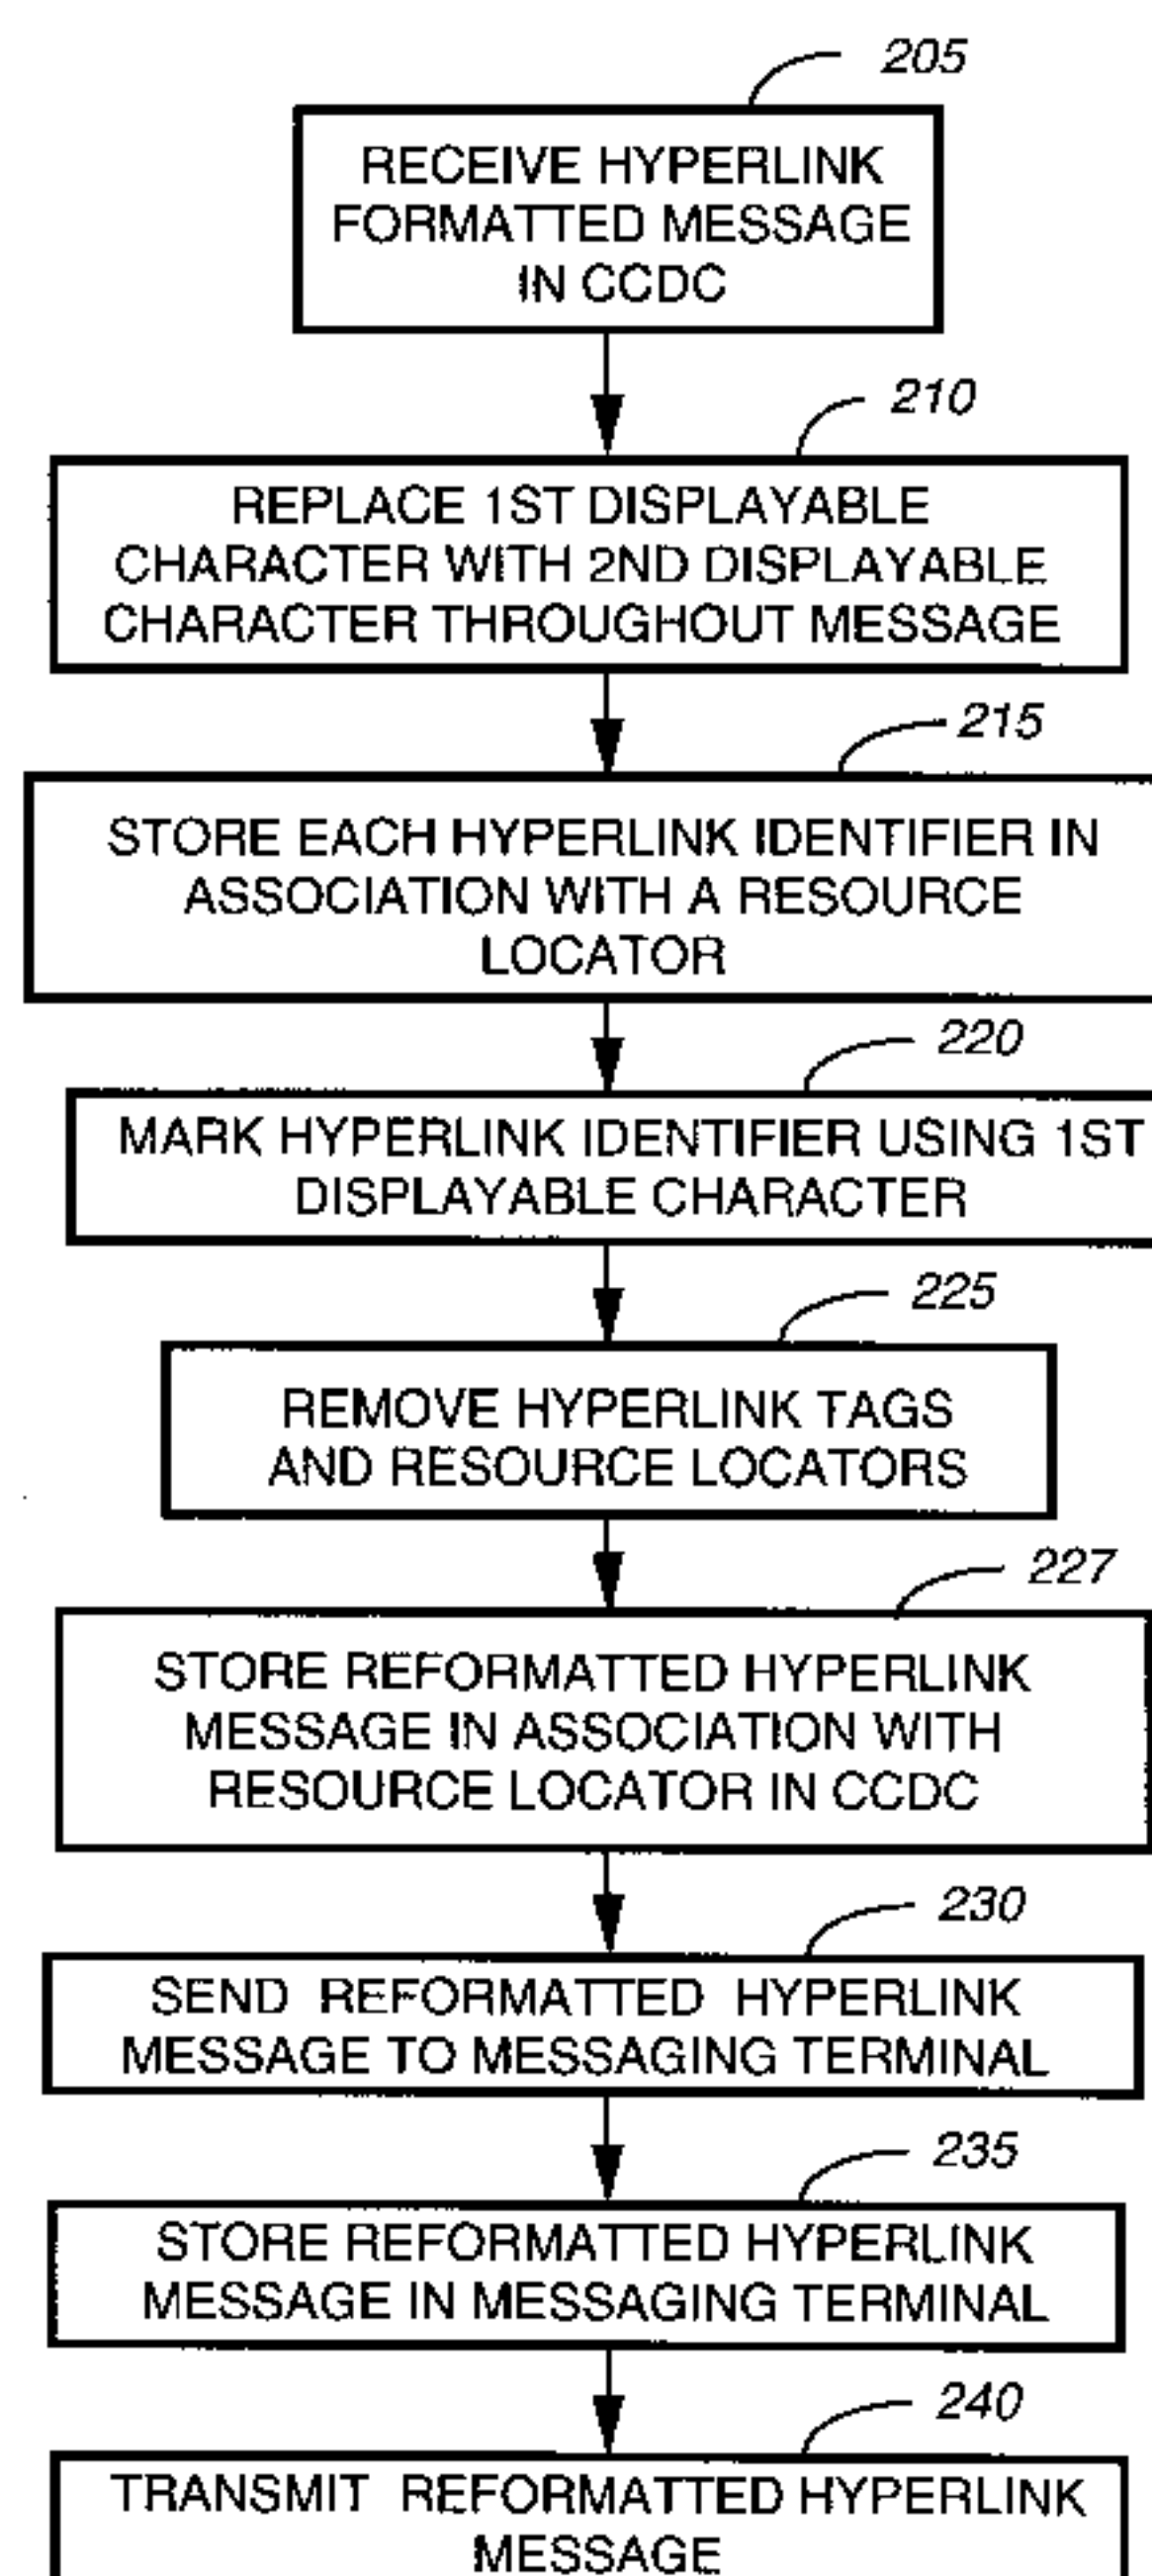 205
RECEIVE HYPERLINK
FORMATTED MESSAGE
IN CCDC
210
REPLACE 1ST DISPLAYABLE
CHARACTER WITH 2ND DISPLAYABLE
CHARACTER THROUGHOUT MESSAGE
215
STORE EACH HYPERLINK IDENTIFIER IN
ASSOCIATION WITH A RESOURCE
LOCATOR
220
MARK HYPERLINK IDENTIFIER USING 1ST
DISPLAYABLE CHARACTER
225
REMOVE HYPERLINK TAGS
AND RESOURCE LOCATORS
227
STORE REFORMATTED HYPERLINK
MESSAGE IN ASSOCIATION WITH
RESOURCE LOCATOR IN CCDC
230
SEND REFORMATTED HYPERLINK
MESSAGE TO MESSAGING TERMINAL
235
STORE REFORMATTED HYPERLINK
MESSAGE IN MESSAGING TERMINAL
240
TRANSMIT REFORMATTED HYPERLINK
MESSAGE